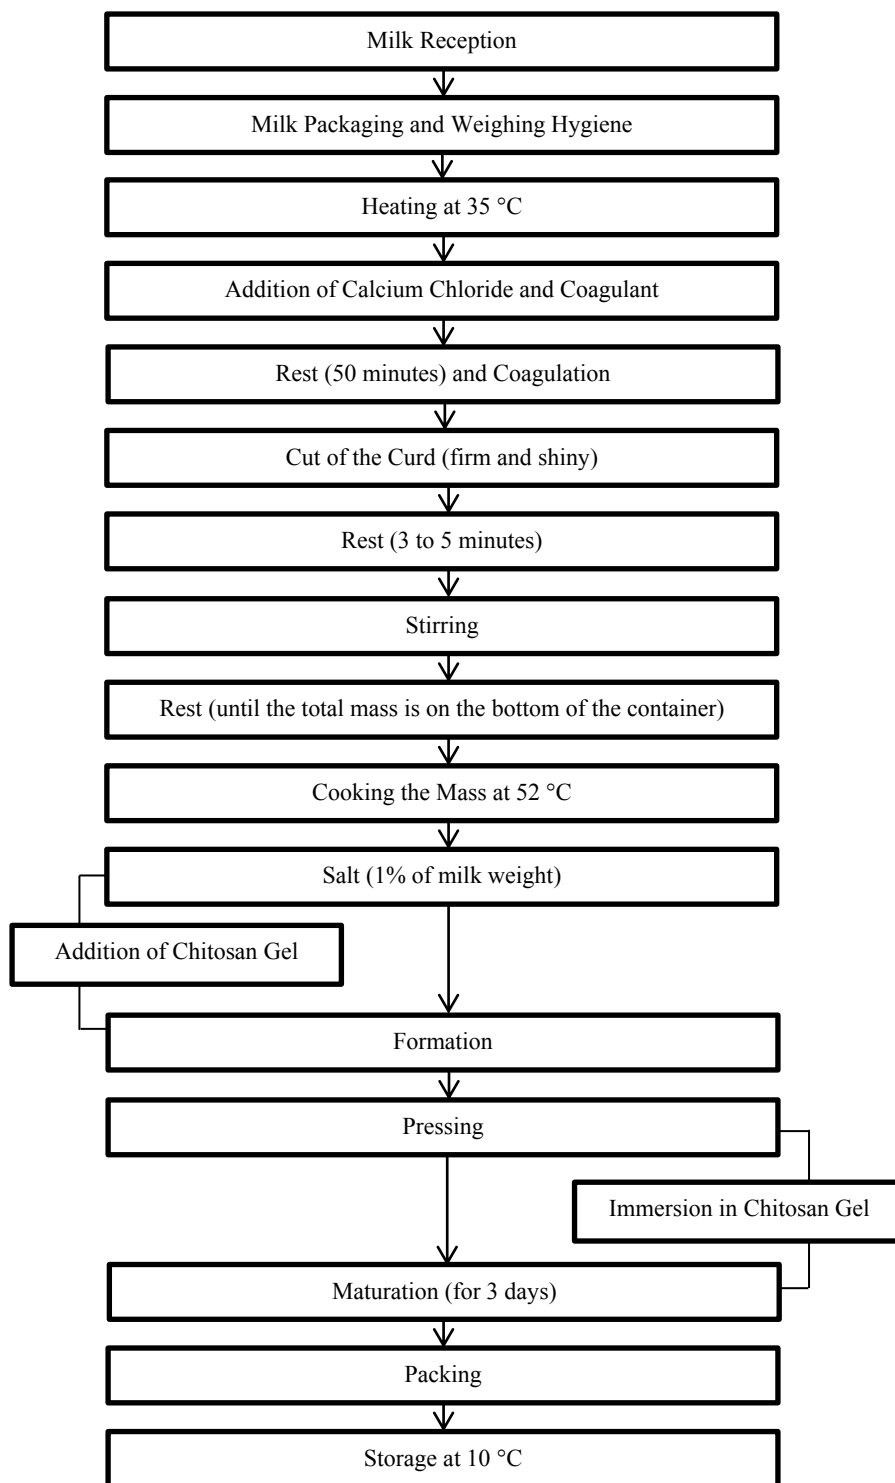 Milk Reception
Milk Packaging and Weighing Hygiene
Heating at 35 °C
Addition of Calcium Chloride and Coagulant
Rest (50 minutes) and Coagulation
Cut of the Curd (firm and shiny)
Rest (3 to 5 minutes)
Stirring
Rest (until the total mass is on the bottom of the container)
Cooking the Mass at 52 °C
Salt (1% of milk weight)
Addition of Chitosan Gel
Formation
Pressing
Immersion in Chitosan Gel
Maturation (for 3 days)
Packing
Storage at 10 °C